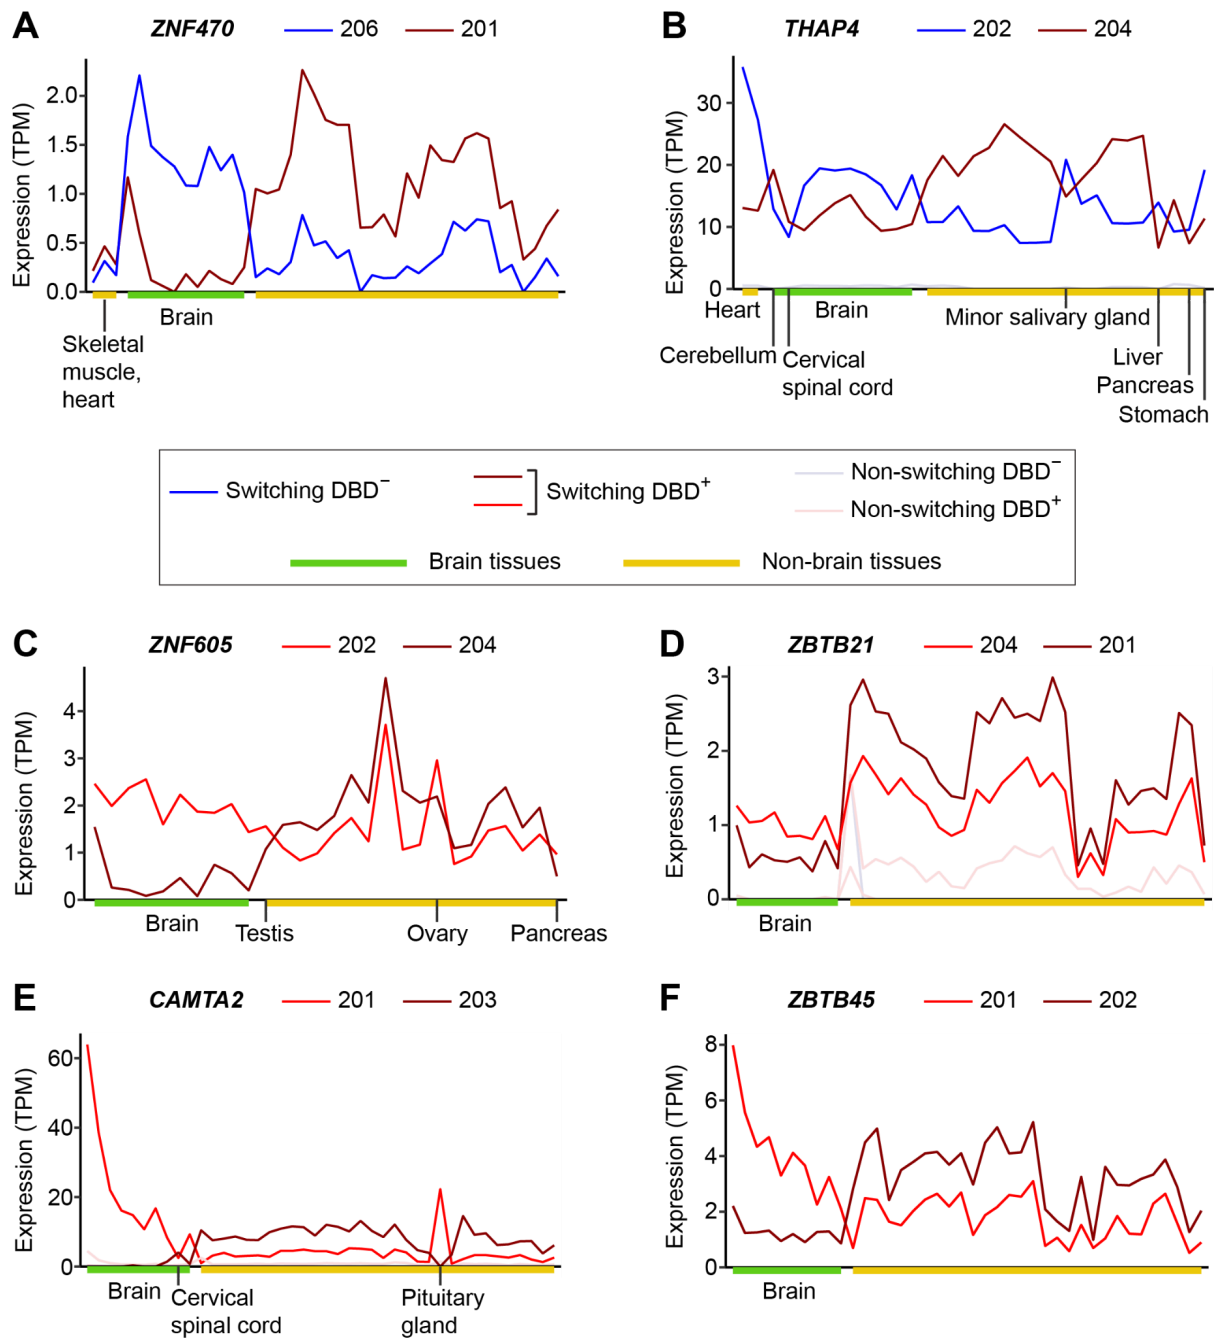 A ZNF470 206 201
Expression (TPM)
2.0
1.5
1.0
0.5
0.0
Brain
Skeletal
muscle,
heart
B THAP4 202 204
Expression (TPM)
30
20
10
0
Heart Brain Minor salivary gland
Cerebellum Cervical
spinal cord
Liver
Pancreas
Stomach
Switching DBD−
Switching DBD+
Non-switching DBD−
Non-switching DBD+
Brain tissues Non-brain tissues
C ZNF605 202 204
Expression (TPM)
4
3
2
1
0
Brain Testis Ovary Pancreas
D ZBTB21 204 201
Expression (TPM)
3
2
1
0
Brain
E CAMTA2 201 203
Expression (TPM)
60
40
20
0
Brain Cervical
spinal cord
Pituitary
gland
F ZBTB45 201 202
Expression (TPM)
8
6
4
2
0
Brain